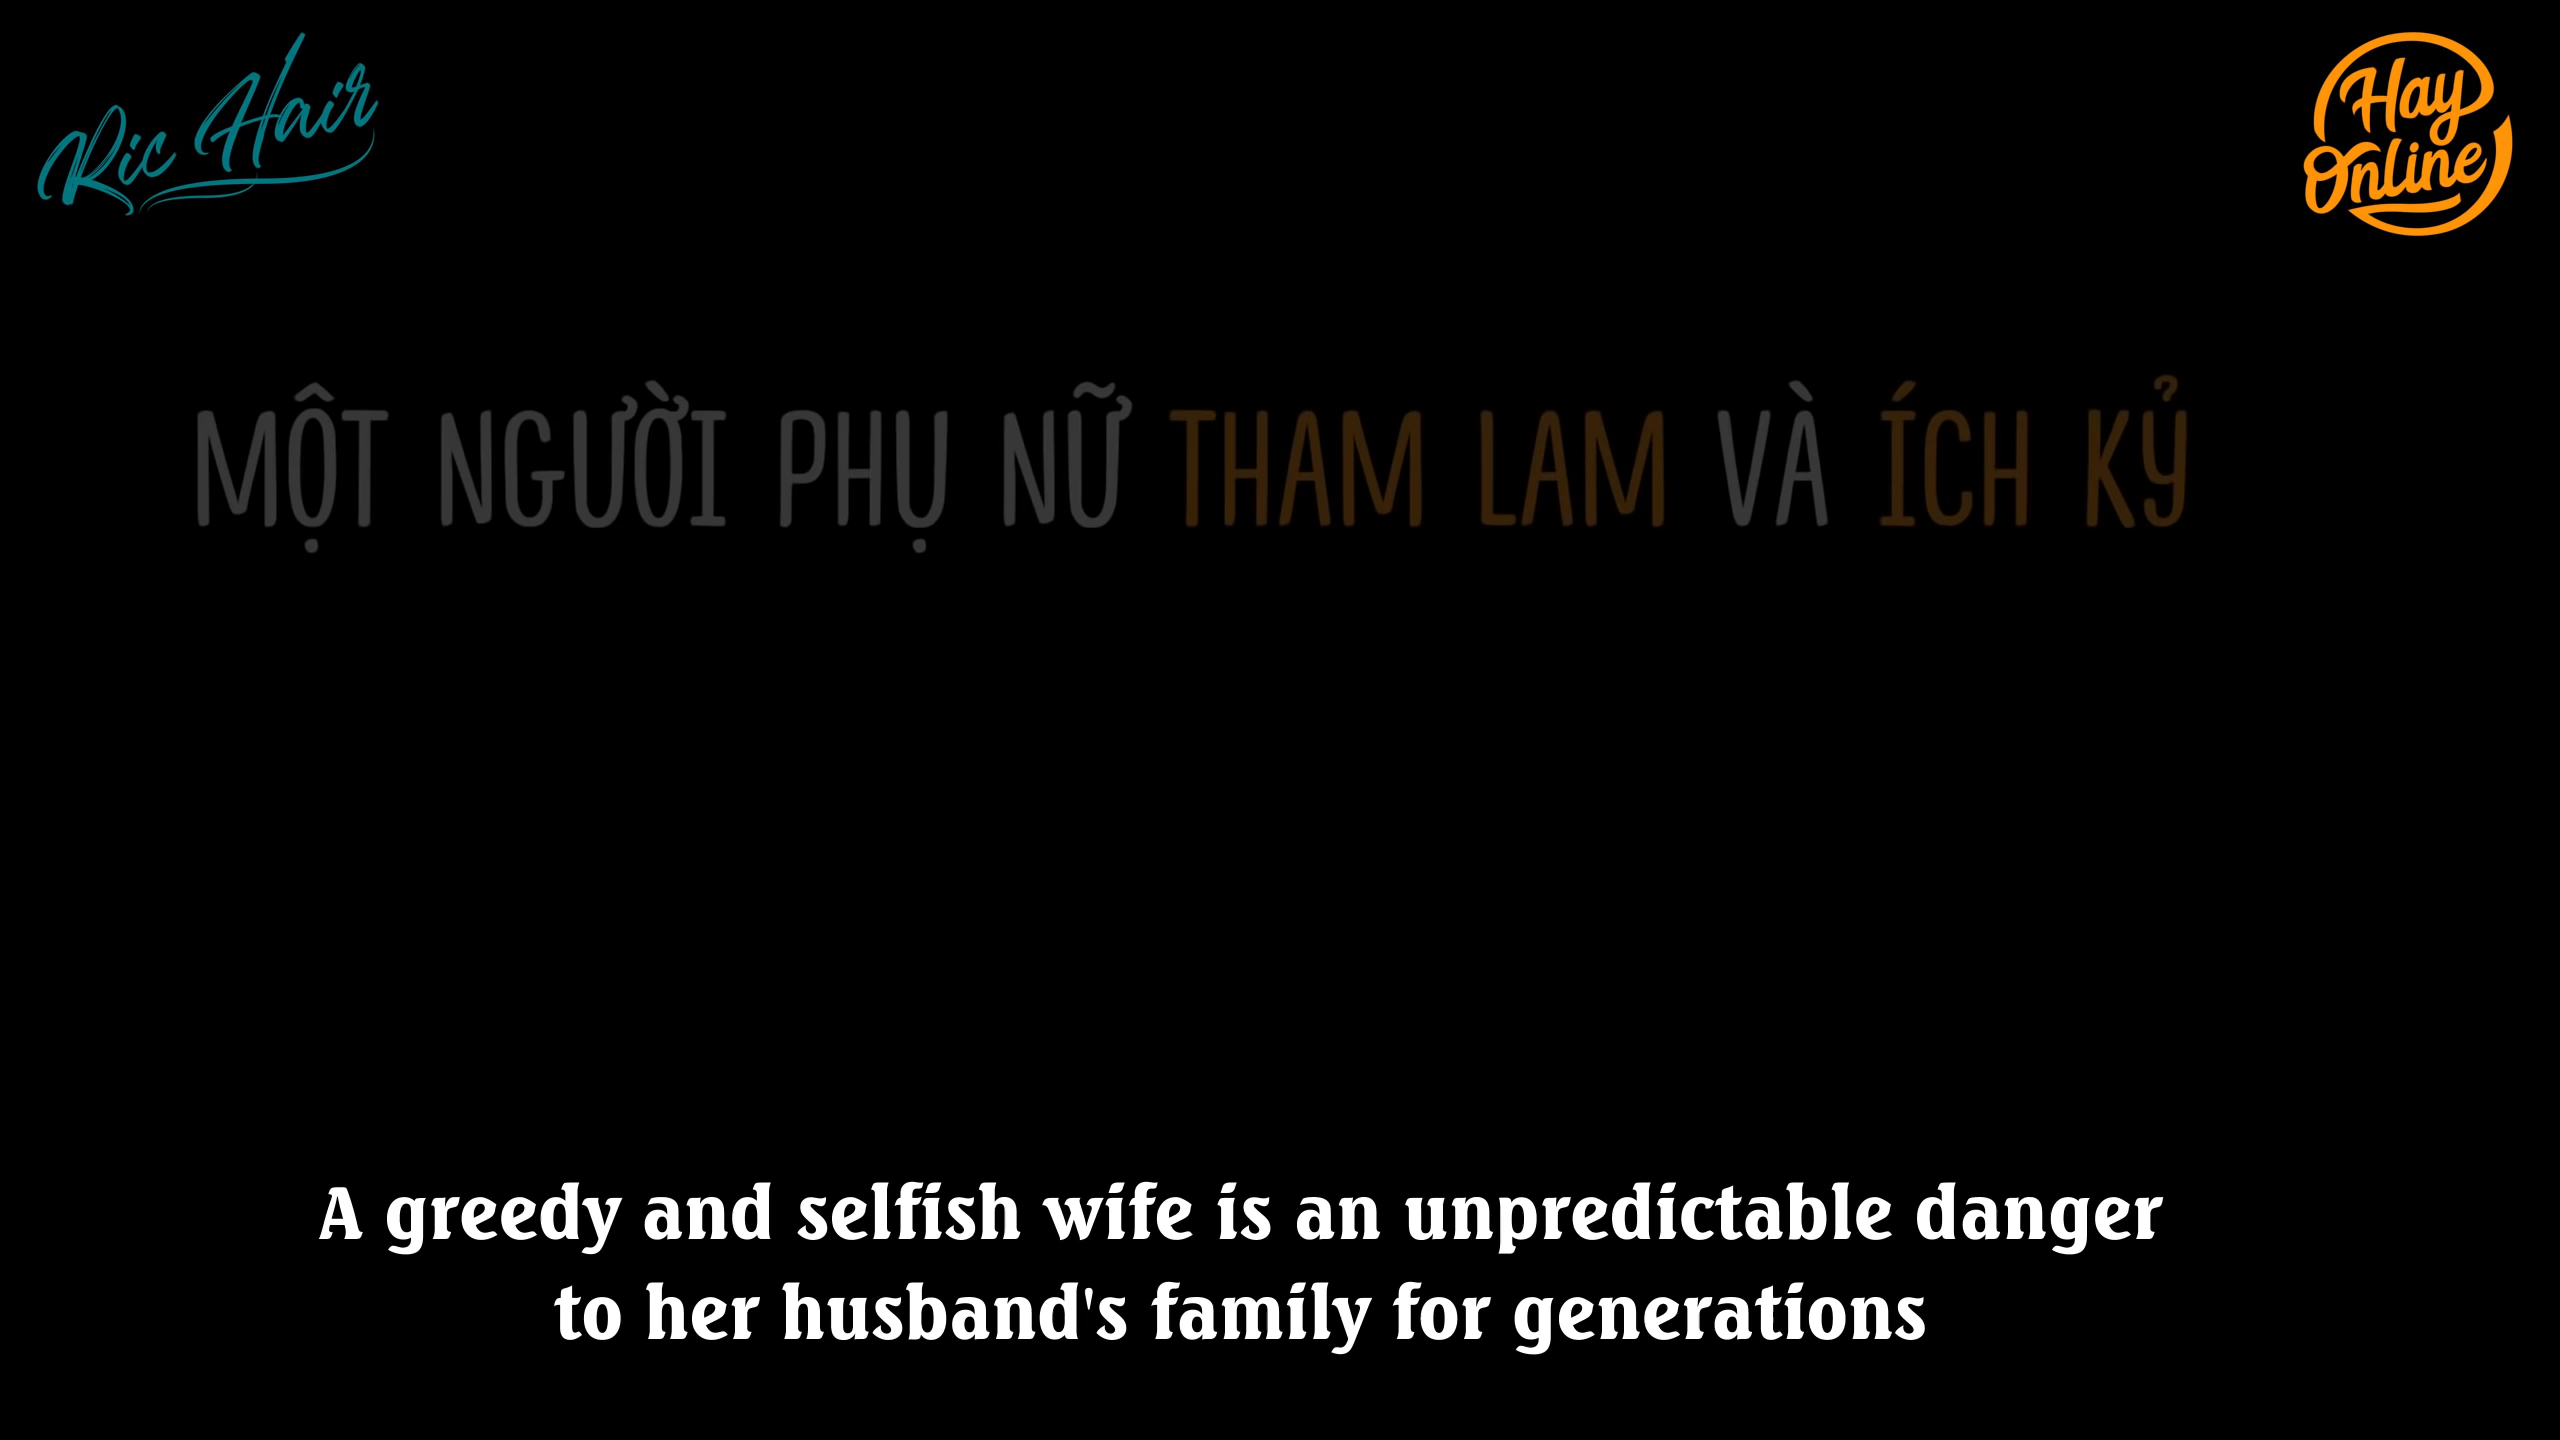 Ric Hair
Hay
Online
MỘT NGƯỜI PHỤ NỮ THAM LAM VÀ ÍCH KỶ
A greedy and selfish wife is an unpredictable danger
to her husband's family for generations